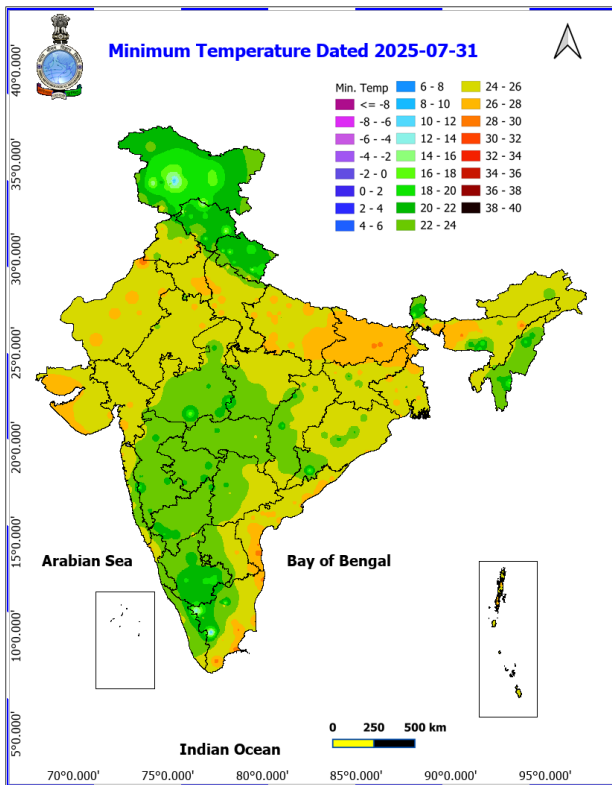 Minimum Temperature Dated 2025-07-31
Min. Temp
<= -8
-8 - -6
-6 - -4
-4 - -2
-2 - 0
0 - 2
2 - 4
4 - 6
6 - 8
8 - 10
10 - 12
12 - 14
14 - 16
16 - 18
18 - 20
20 - 22
22 - 24
24 - 26
26 - 28
28 - 30
30 - 32
32 - 34
34 - 36
36 - 38
38 - 40
40°0.000'
35°0.000'
30°0.000'
25°0.000'
20°0.000'
15°0.000'
10°0.000'
5°0.000'
Arabian Sea
Bay of Bengal
Indian Ocean
0 250 500 km
70°0.000' 75°0.000' 80°0.000' 85°0.000' 90°0.000' 95°0.000'